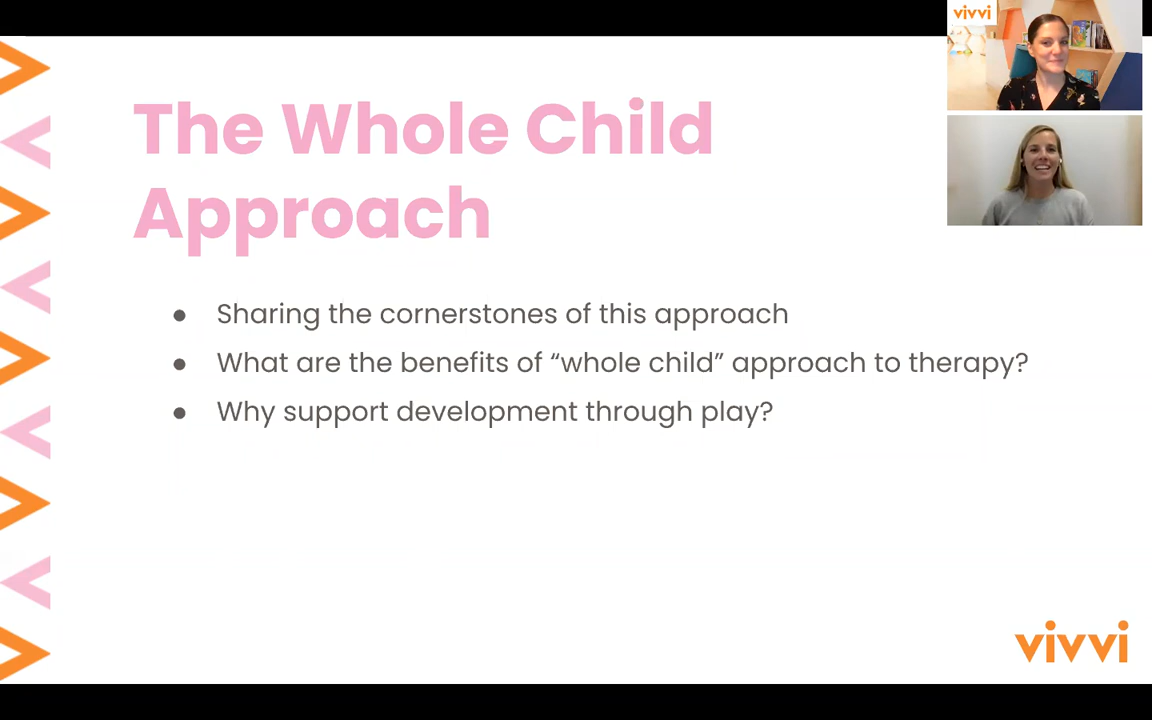 vivvi
The Whole Child
Approach
● Sharing the cornerstones of this approach
● What are the benefits of “whole child” approach to therapy?
● Why support development through play?
vivvi